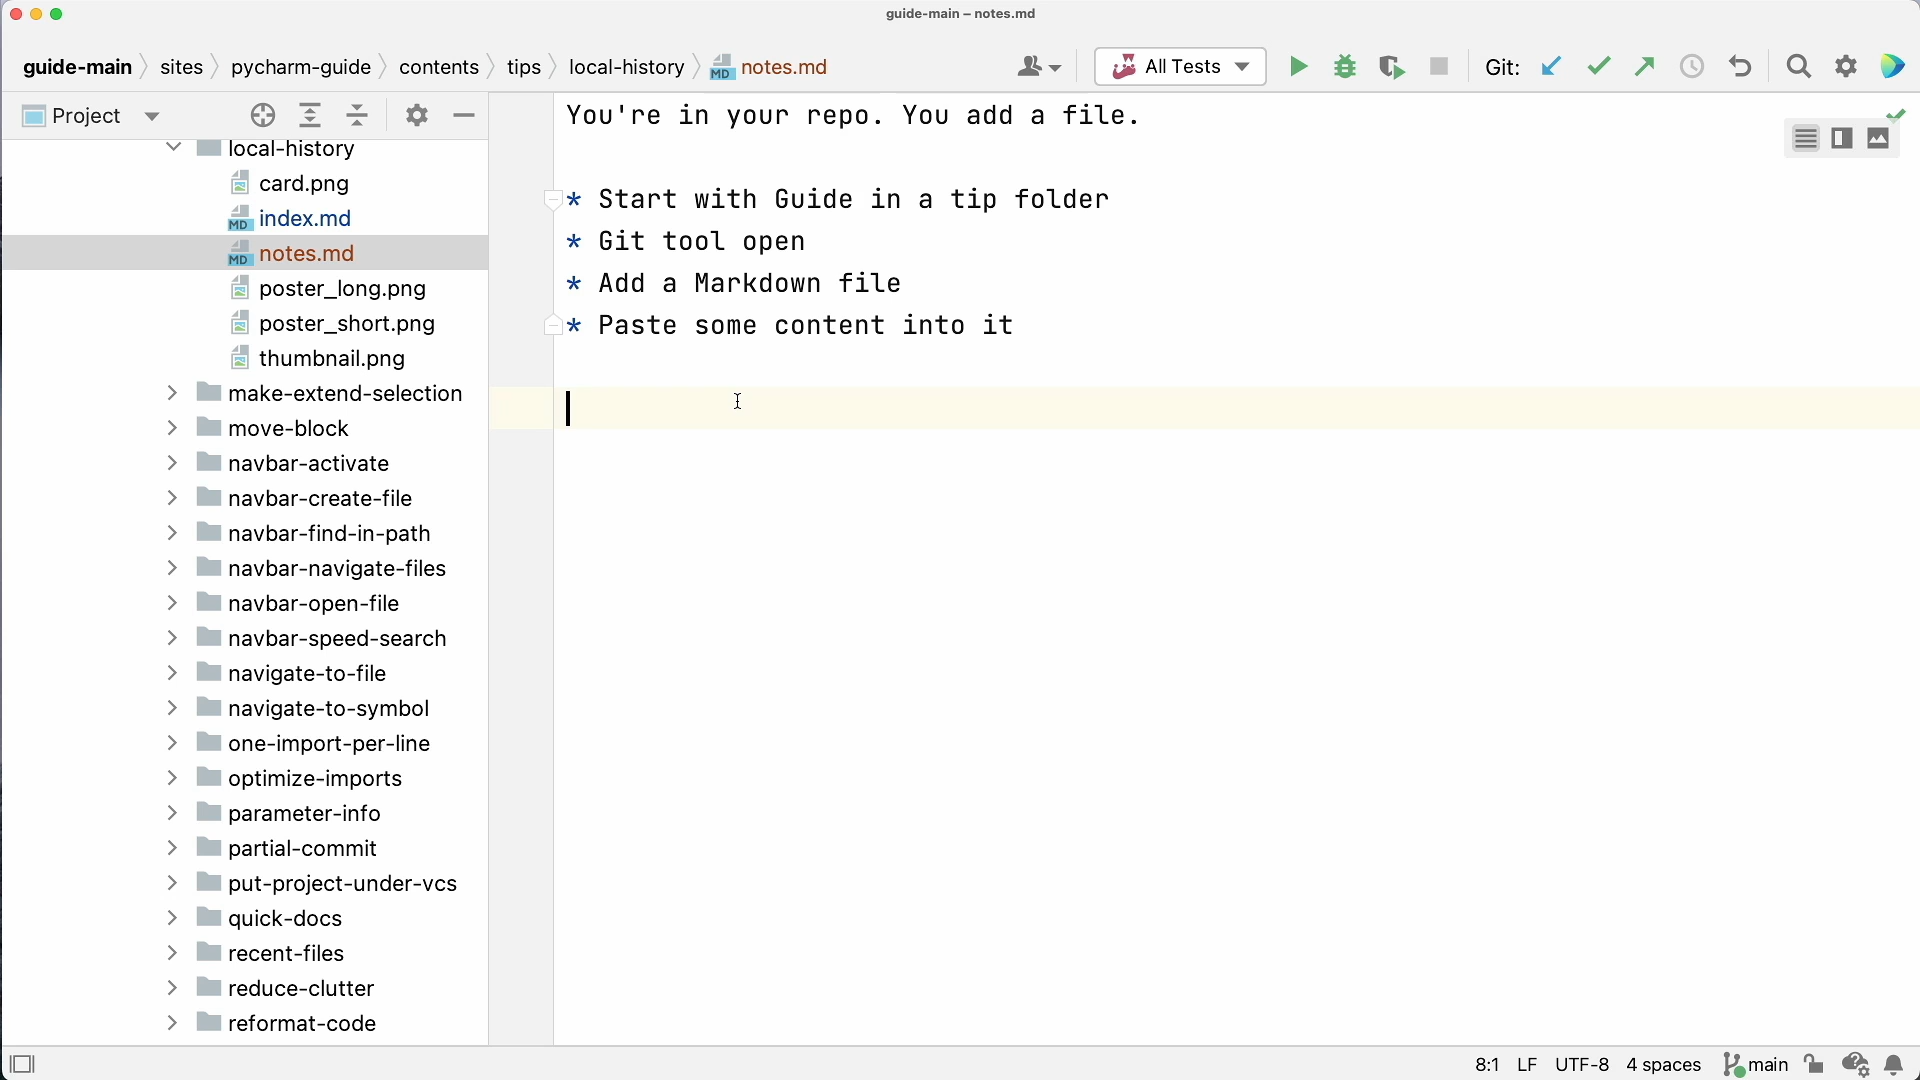 guide-main – notes.md
guide-main sites pycharm-guide contents tips local-history MD notes.md All Tests Git:
Project
local-history
card.png
MD index.md
MD notes.md
poster_long.png
poster_short.png
thumbnail.png
make-extend-selection
move-block
navbar-activate
navbar-create-file
navbar-find-in-path
navbar-navigate-files
navbar-open-file
navbar-speed-search
navigate-to-file
navigate-to-symbol
one-import-per-line
optimize-imports
parameter-info
partial-commit
put-project-under-vcs
quick-docs
recent-files
reduce-clutter
reformat-code
You're in your repo. You add a file.
* Start with Guide in a tip folder
* Git tool open
* Add a Markdown file
* Paste some content into it
8:1 LF UTF-8 4 spaces main